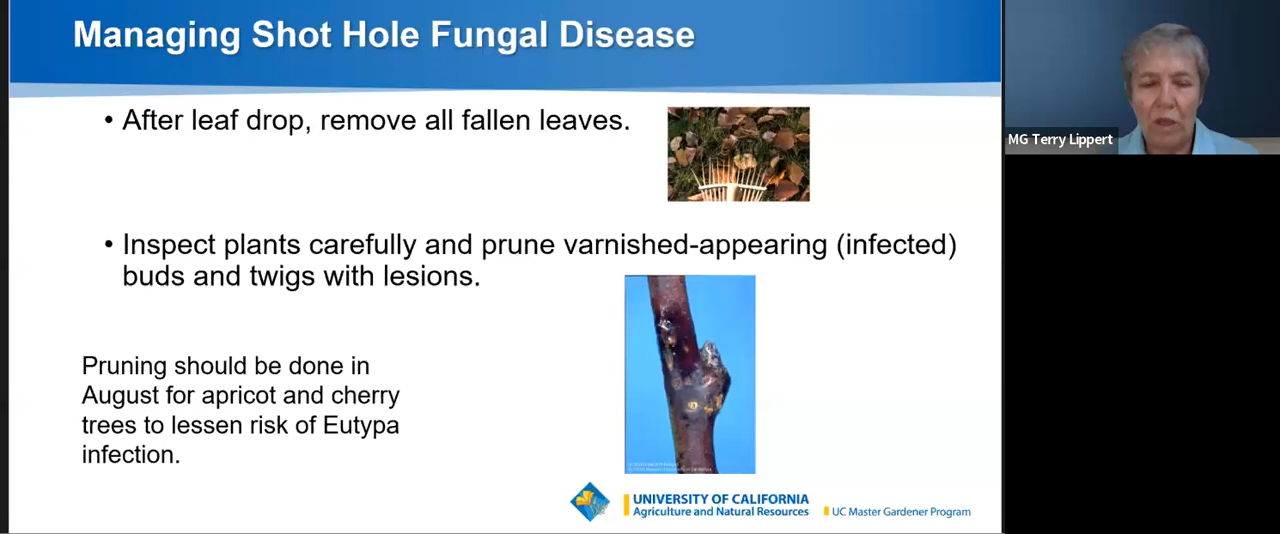 Managing Shot Hole Fungal Disease
• After leaf drop, remove all fallen leaves.
MG Terry Lippert
• Inspect plants carefully and prune varnished-appearing (infected)
buds and twigs with lesions.
Pruning should be done in
August for apricot and cherry
trees to lessen risk of Eutypa
infection.
UNIVERSITY OF CALIFORNIA
Agriculture and Natural Resources
UC Master Gardener Program